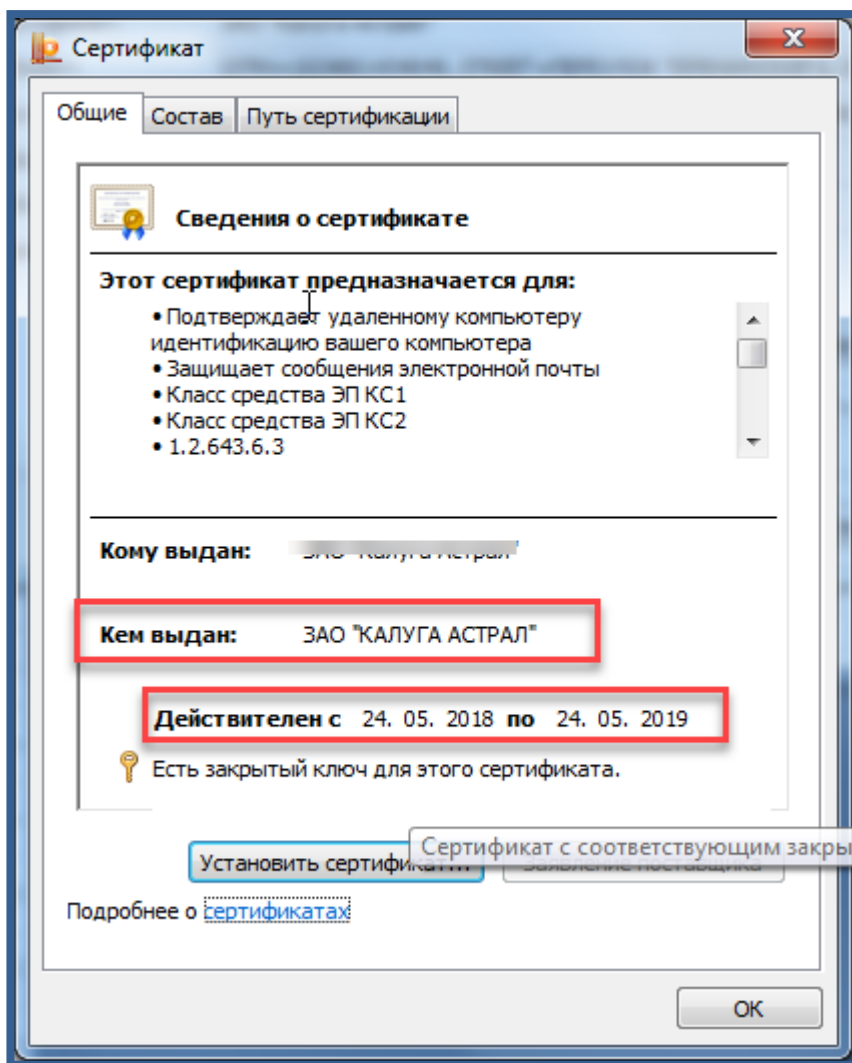 Сертификат
Общие Состав Путь сертификации
Сведения о сертификате
Этот сертификат предназначается для:
• Подтверждает удаленному компьютеру
идентификацию вашего компьютера
• Защищает сообщения электронной почты
• Класс средства ЭП КС1
• Класс средства ЭП КС2
• 1.2.643.6.3
Кому выдан:
Кем выдан: ЗАО "КАЛУГА АСТРАЛ"
Действителен с 24. 05. 2018 по 24. 05. 2019
Есть закрытый ключ для этого сертификата.
Сертификат с соответствующим закры
Установить сертификат... Заявление поставщика
Подробнее о сертификатах
ОК